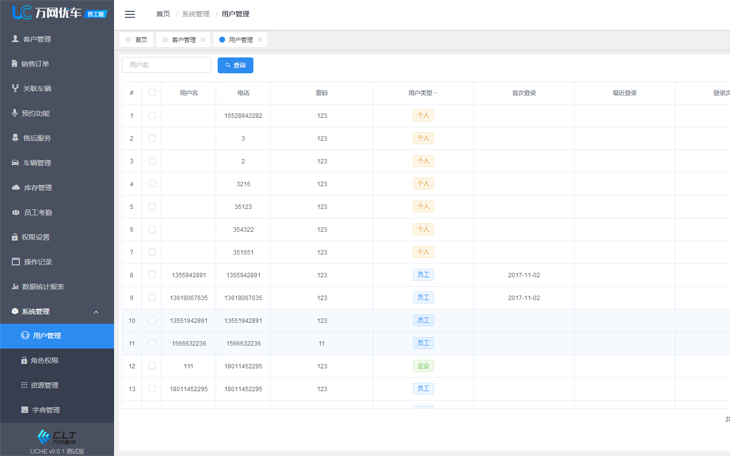 UC 万网优车 员工版
首页 / 系统管理 / 用户管理
首页 客户管理 × 用户管理 ×
客户管理
销售订单
关联车辆
预约功能
售后服务
车辆管理
库存管理
员工考勤
权限设置
操作记录
数据统计报表
系统管理
用户管理
角色权限
资源管理
字典管理
CLT
UCHE v0.0.1 测试版
用户名 查询
# 用户名 电话 密码 用户类型 首次登录 最近登录 登录次
1 15528842282 123 个人
2 3 123 个人
3 2 123 个人
4 3216 123 个人
5 35123 123 个人
6 354322 123 个人
7 351651 123 个人
8 1355942891 1355942891 123 员工 2017-11-02
9 13618067635 13618067635 123 员工 2017-11-02
10 13551942891 13551942891 123 员工
11 1566632236 1566632236 11 员工
12 111 18011452295 123 企业
13 18011452295 18011452295 123 员工
共